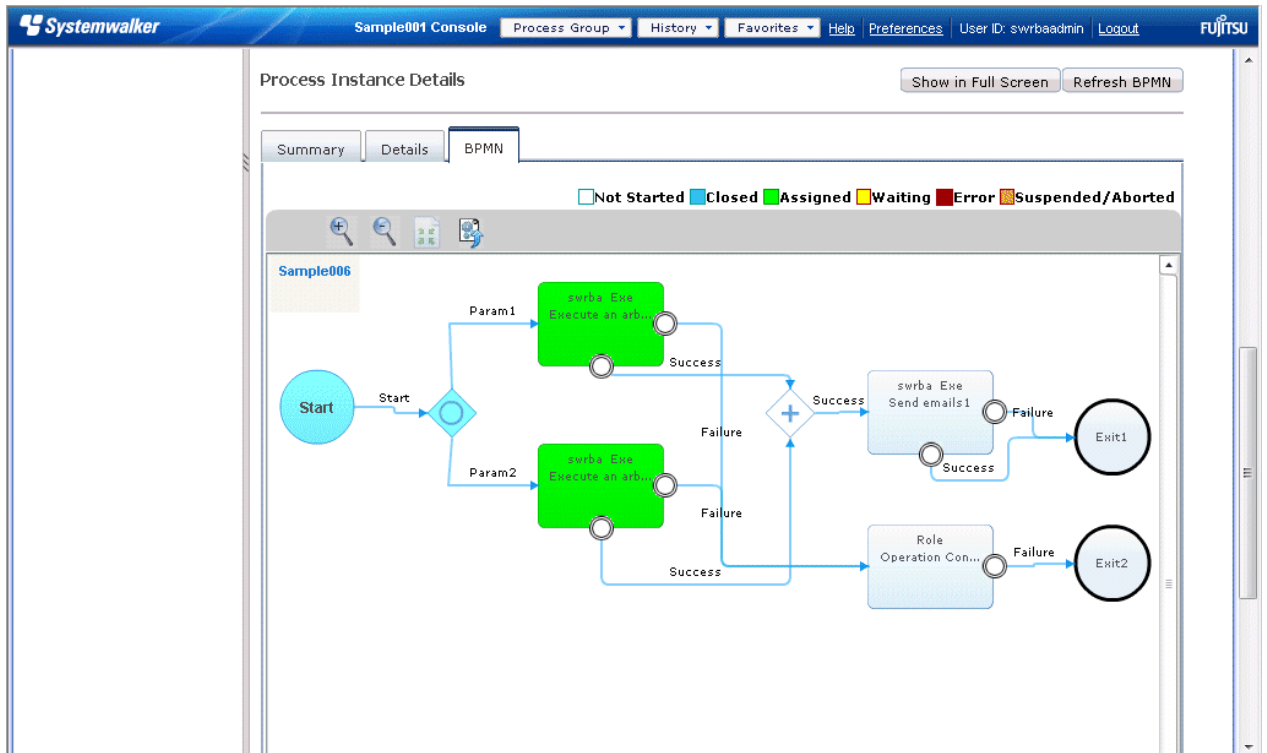 Systemwalker
Sample001 Console Process Group History Favorites Help Preferences User ID: swrbaadmin Logout FUJITSU
Process Instance Details
Show in Full Screen Refresh BPMN
Summary Details BPMN
Not Started Closed Assigned Waiting Error Suspended/Aborted
Sample006
swrba Exe
Execute an arb...
Param1
Success
swrba Exe
Send emails1
Start
Start
Success
Failure
Failure
Exit1
swrba Exe
Execute an arb...
Param2
Success
Failure
Role
Operation Con...
Failure
Exit2
Success